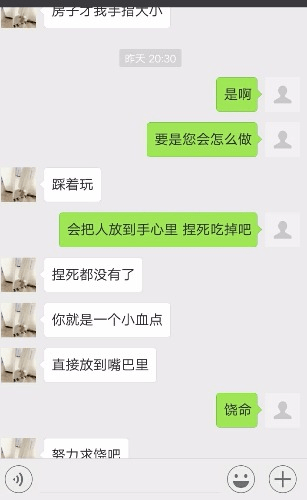 房子才我手指大小
昨天 20:30
是啊
要是您会怎么做
踩着玩
会把人放到手心里 捏死吃掉吧
捏死都没有了
你就是一个小血点
直接放到嘴巴里
饶命
努力求饶吧